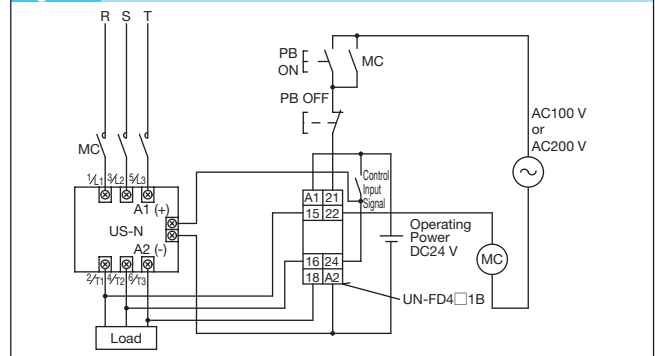 R S T
PB
ON
MC
PB OFF
AC100 V
or
AC200 V
MC
1/L1 3/L2 5/L3
A1 (+)
US-N
A2 (-)
2/T1 4/T2 6/T3
Load
Control
Input
Signal
A1 21
15 22
16 24
18 A2
Operating
Power
DC24 V
MC
UN-FD4□1B